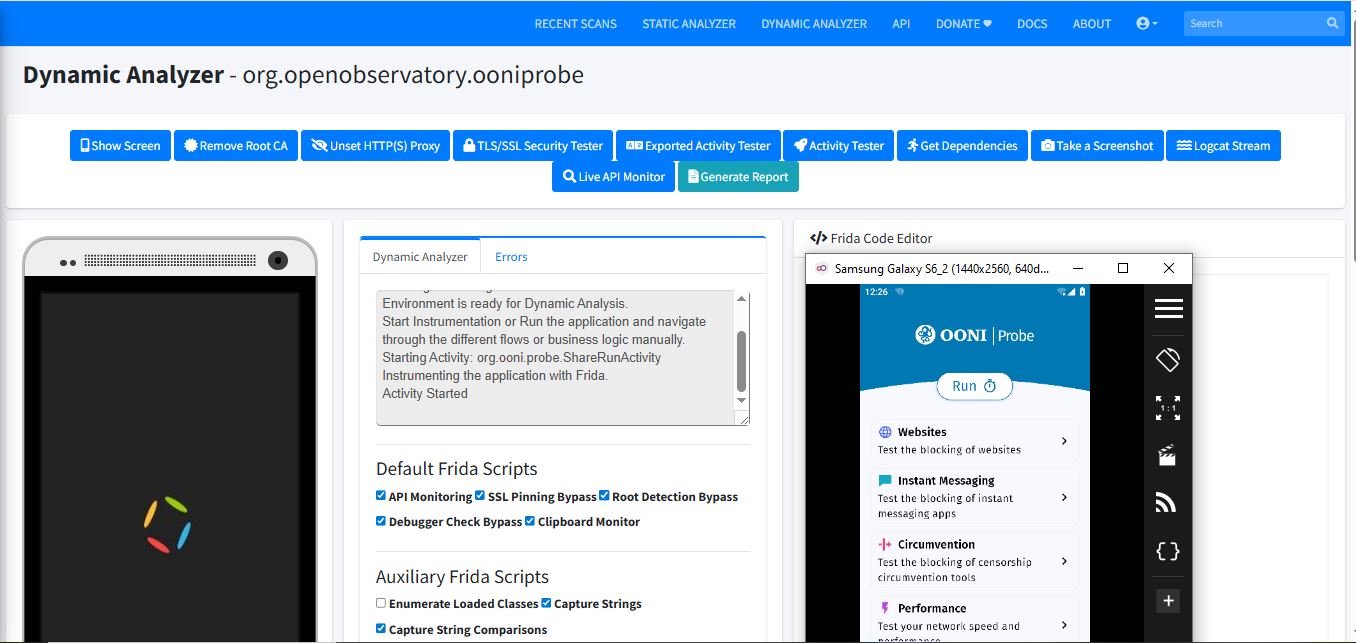 RECENT SCANS STATIC ANALYZER DYNAMIC ANALYZER API DONATE DOCS ABOUT Search
Dynamic Analyzer - org.openobservatory.ooniprobe
Show Screen Remove Root CA Unset HTTP(S) Proxy TLS/SSL Security Tester Exported Activity Tester Activity Tester Get Dependencies Take a Screenshot Logcat Stream
Live API Monitor Generate Report
Dynamic Analyzer Errors
Environment is ready for Dynamic Analysis.
Start Instrumentation or Run the application and navigate
through the different flows or business logic manually.
Starting Activity: org.ooni.probe.ShareRunActivity
Instrumenting the application with Frida.
Activity Started
Default Frida Scripts
API Monitoring SSL Pinning Bypass Root Detection Bypass
Debugger Check Bypass Clipboard Monitor
Auxiliary Frida Scripts
Enumerate Loaded Classes Capture Strings
Capture String Comparisons
</> Frida Code Editor
Samsung Galaxy S6_2 (1440x2560, 640d...
12:26
OONI Probe
Run
Websites
Test the blocking of websites
Instant Messaging
Test the blocking of instant
messaging apps
Circumvention
Test the blocking of censorship
circumvention tools
Performance
Test your network speed and
performance
1:1